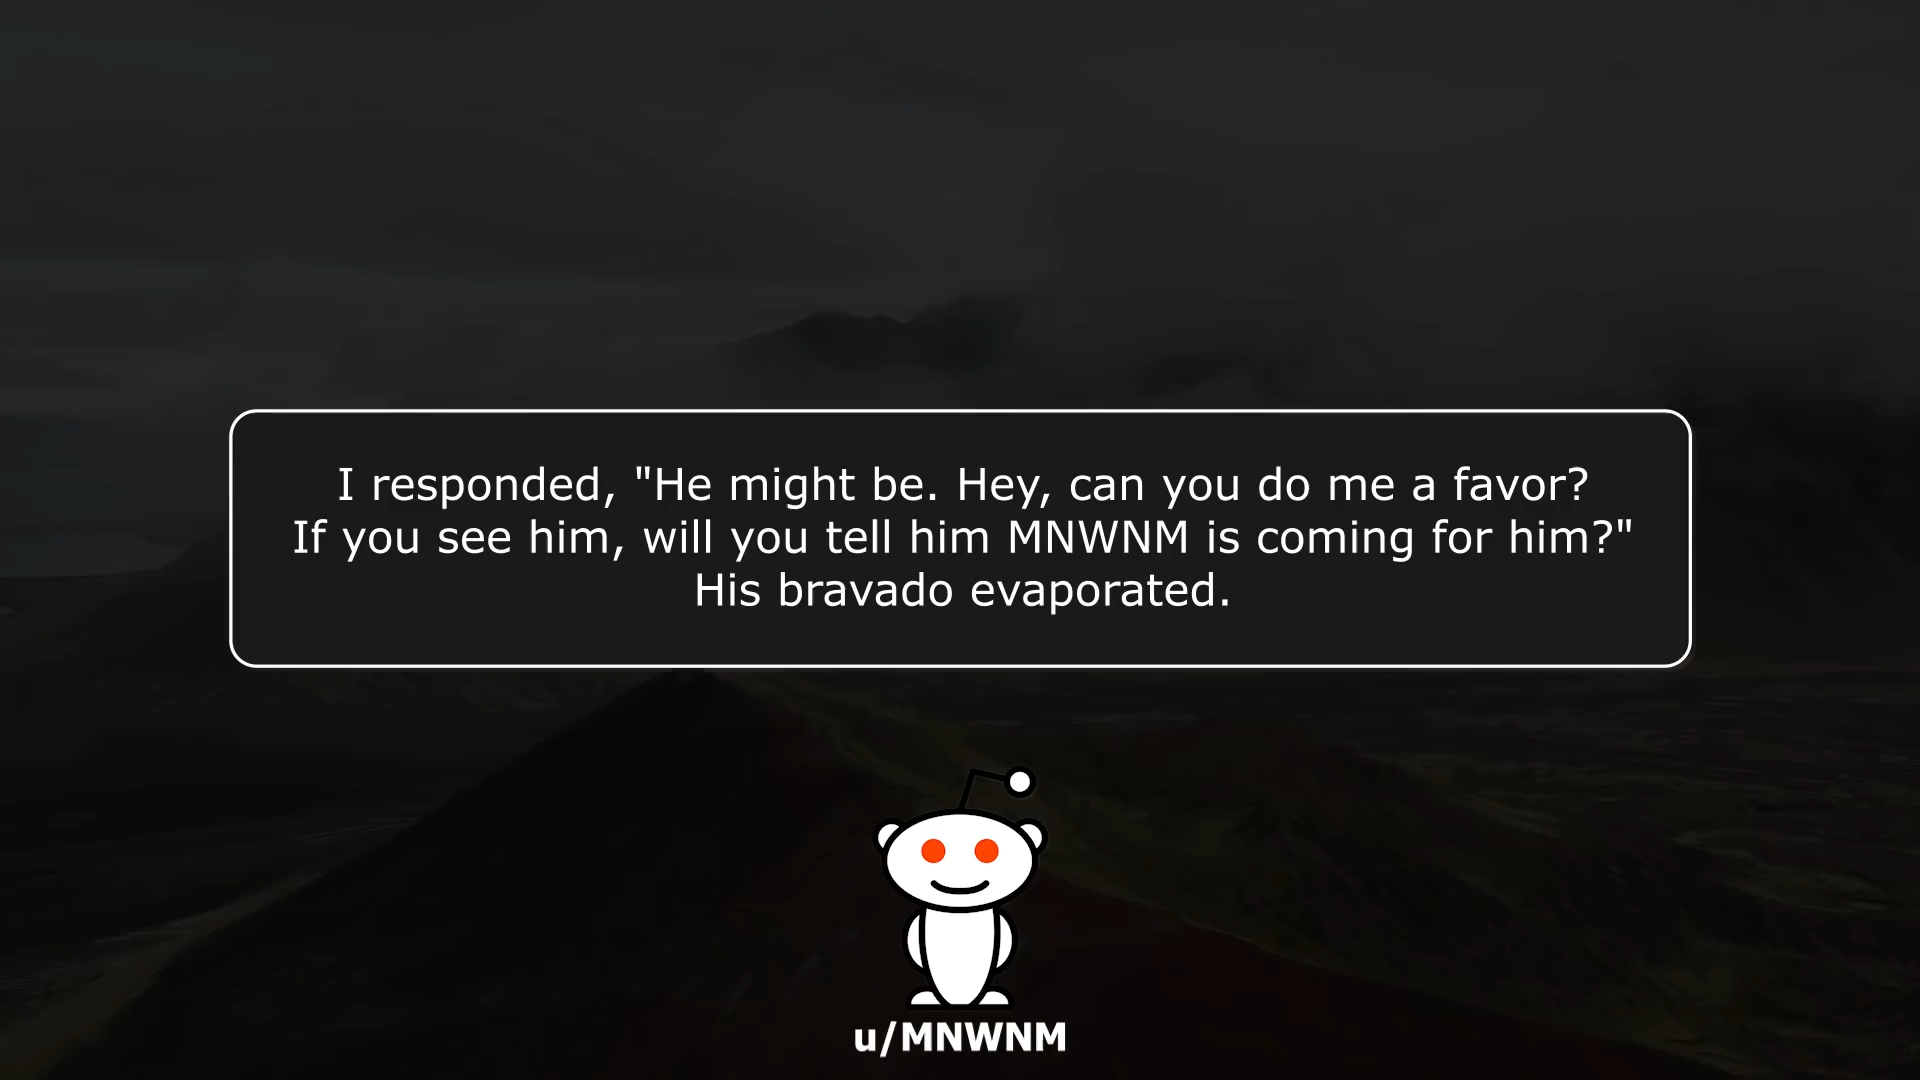 I responded, "He might be. Hey, can you do me a favor?
If you see him, will you tell him MNWNM is coming for him?"
His bravado evaporated.
u/MNWNM